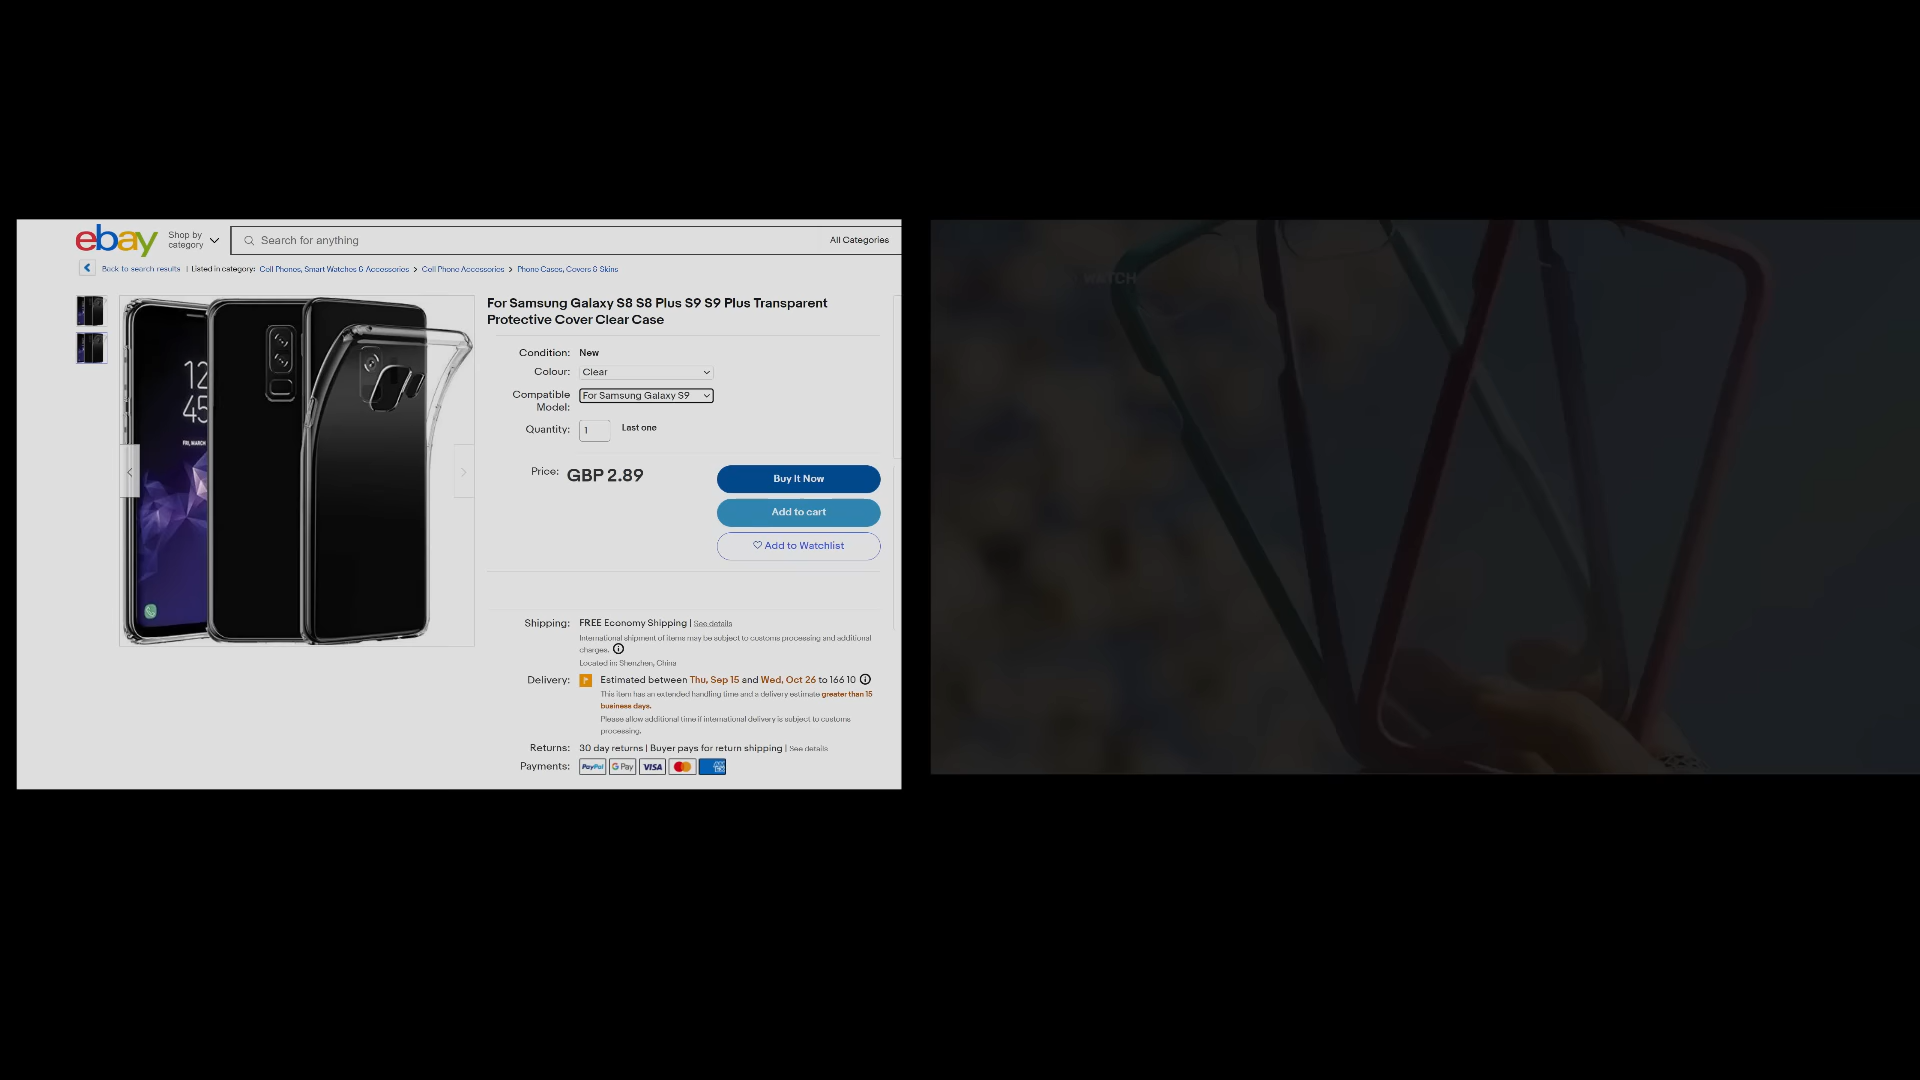 ebay
Shop by
category
Search for anything
All Categories
Back to search results | Listed in category: Cell Phones, Smart Watches & Accessories > Cell Phone Accessories > Phone Cases, Covers & Skins
For Samsung Galaxy S8 S8 Plus S9 S9 Plus Transparent
Protective Cover Clear Case
Condition: New
Colour: Clear
Compatible
Model: For Samsung Galaxy S9
Quantity: 1 Last one
Price: GBP 2.89
Buy It Now
Add to cart
Add to Watchlist
12
45
FRI, MARCH
Shipping: FREE Economy Shipping | See details
International shipment of items may be subject to customs processing and additional
charges.
Located in: Shenzhen, China
Delivery: Estimated between Thu, Sep 15 and Wed, Oct 26 to 166 10
This item has an extended handling time and a delivery estimate greater than 15
business days.
Please allow additional time if international delivery is subject to customs
processing.
Returns: 30 day returns | Buyer pays for return shipping | See details
Payments: PayPal G Pay VISA
WATCH